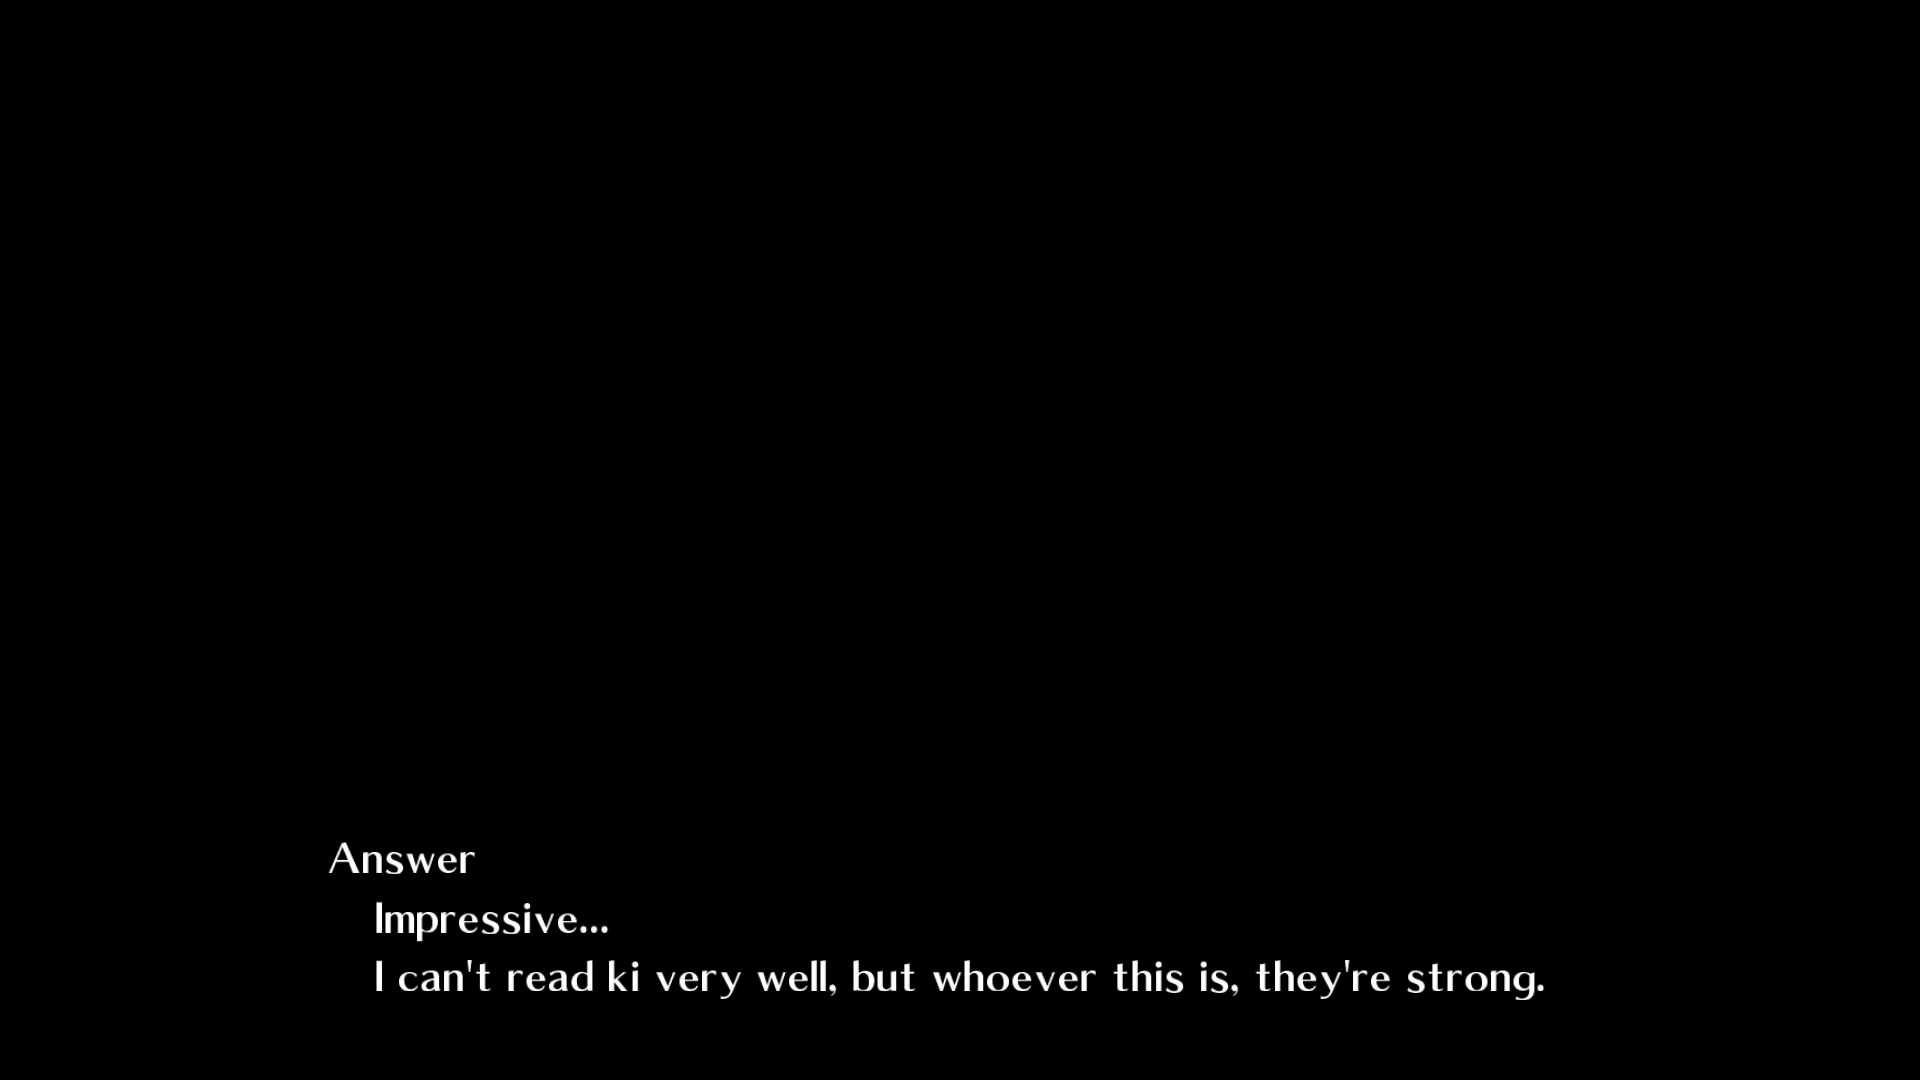 Answer
Impressive...
I can't read ki very well, but whoever this is, they're strong.